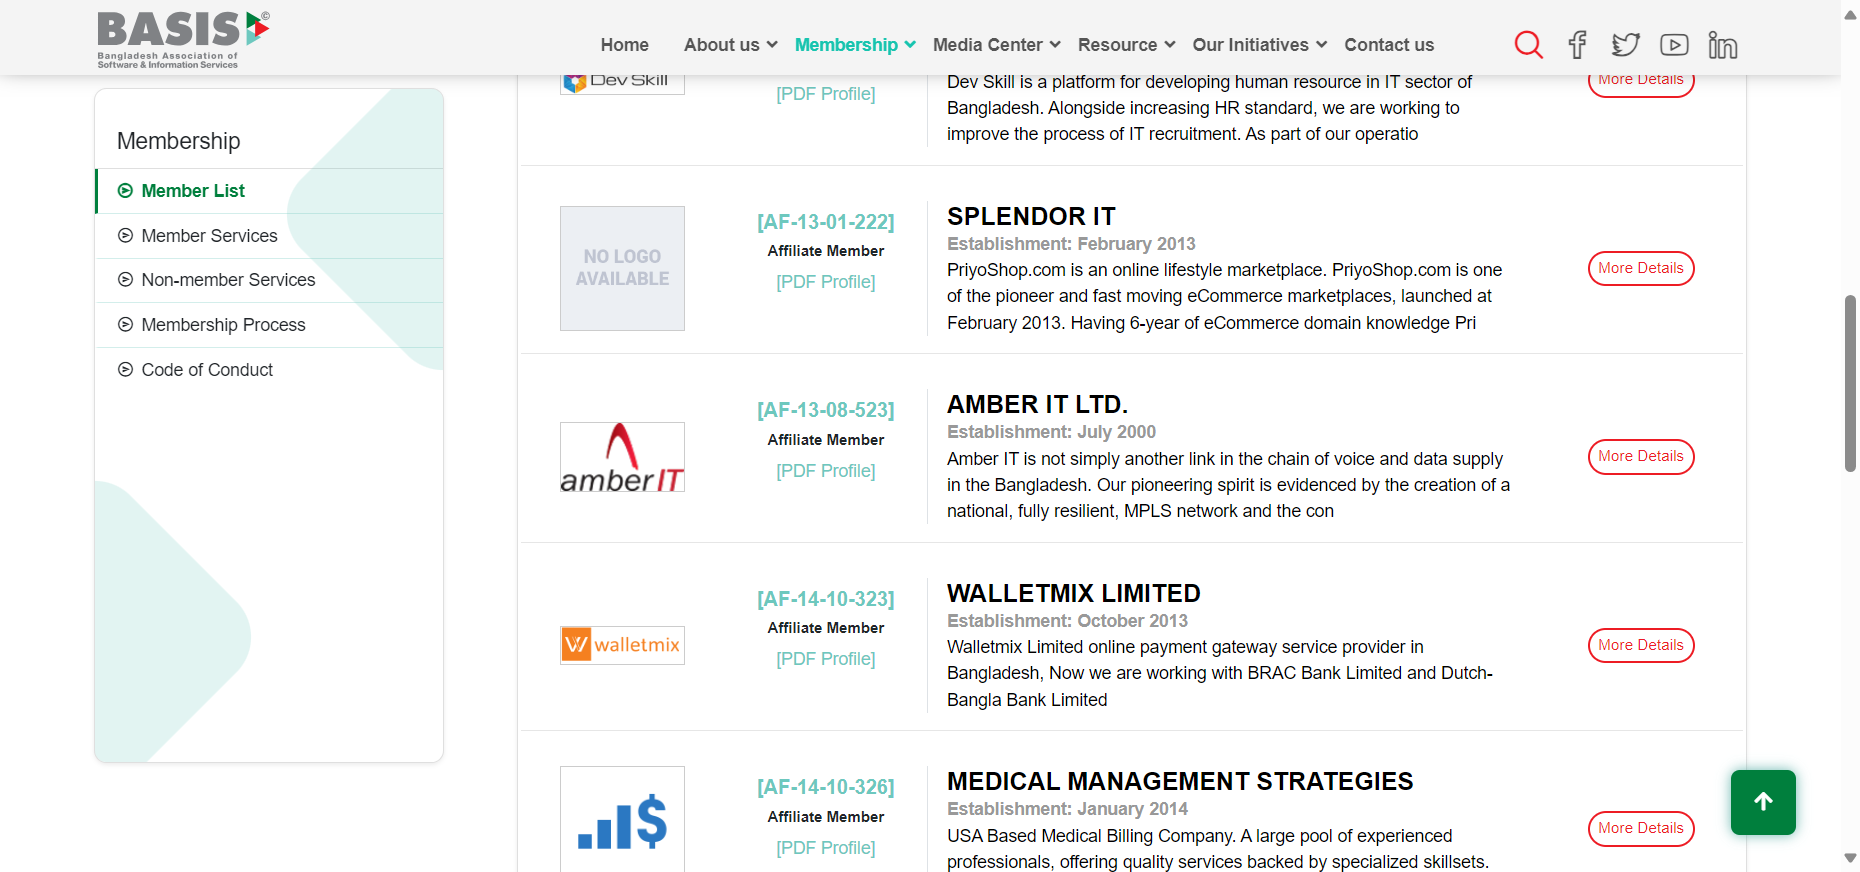 BASIS©
Bangladesh Association of
Software & Information Services
Home
About us
Membership
Media Center
Resource
Our Initiatives
Contact us
Membership
Member List
Member Services
Non-member Services
Membership Process
Code of Conduct
Dev Skill
[PDF Profile]
Dev Skill is a platform for developing human resource in IT sector of
Bangladesh. Alongside increasing HR standard, we are working to
improve the process of IT recruitment. As part of our operatio
More Details
NO LOGO
AVAILABLE
[AF-13-01-222]
Affiliate Member
[PDF Profile]
SPLENDOR IT
Establishment: February 2013
PriyoShop.com is an online lifestyle marketplace. PriyoShop.com is one
of the pioneer and fast moving eCommerce marketplaces, launched at
February 2013. Having 6-year of eCommerce domain knowledge Pri
More Details
amberIT
[AF-13-08-523]
Affiliate Member
[PDF Profile]
AMBER IT LTD.
Establishment: July 2000
Amber IT is not simply another link in the chain of voice and data supply
in the Bangladesh. Our pioneering spirit is evidenced by the creation of a
national, fully resilient, MPLS network and the con
More Details
W walletmix
[AF-14-10-323]
Affiliate Member
[PDF Profile]
WALLETMIX LIMITED
Establishment: October 2013
Walletmix Limited online payment gateway service provider in
Bangladesh, Now we are working with BRAC Bank Limited and Dutch-
Bangla Bank Limited
More Details
$
[AF-14-10-326]
Affiliate Member
[PDF Profile]
MEDICAL MANAGEMENT STRATEGIES
Establishment: January 2014
USA Based Medical Billing Company. A large pool of experienced
professionals, offering quality services backed by specialized skillsets.
More Details